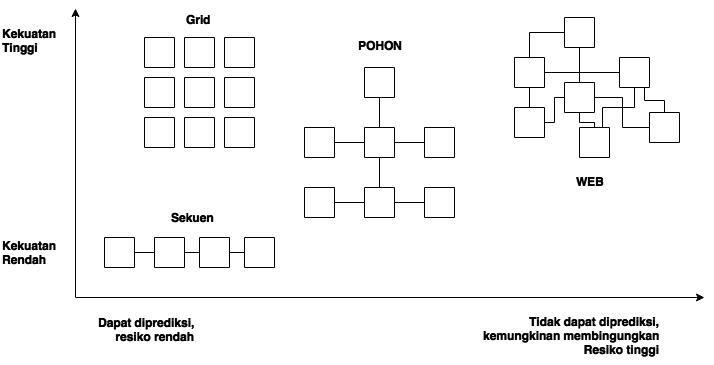 Kekuatan
Tinggi
Grid
POHON
WEB
Sekuen
Kekuatan
Rendah
Dapat diprediksi,
resiko rendah
Tidak dapat diprediksi,
kemungkinan membingungkan
Resiko tinggi